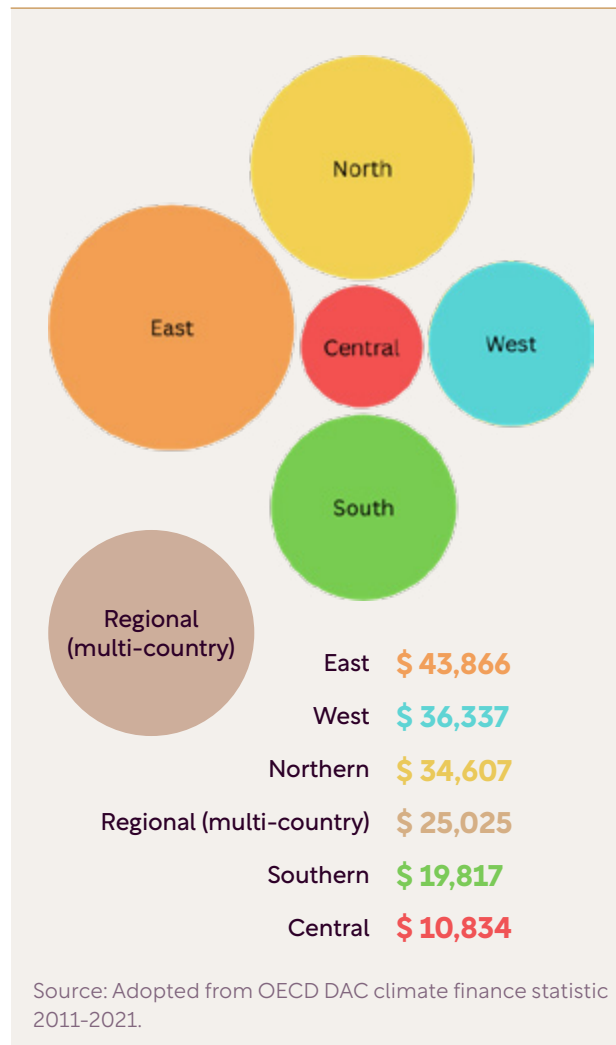 North
East
Central
West
South
Regional
(multi-country)
East $ 43,866
West $ 36,337
Northern $ 34,607
Regional (multi-country) $ 25,025
Southern $ 19,817
Central $ 10,834
Source: Adopted from OECD DAC climate finance statistic
2011-2021.